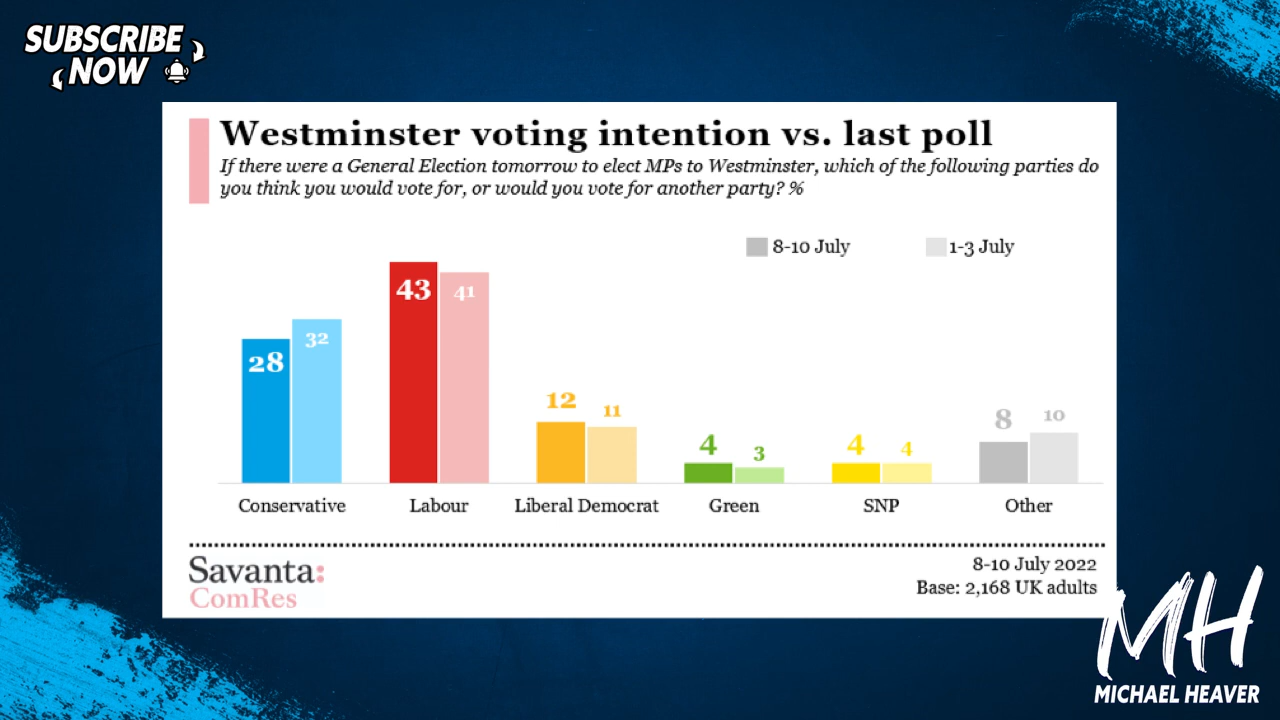 SUBSCRIBE
NOW
Westminster voting intention vs. last poll
If there were a General Election tomorrow to elect MPs to Westminster, which of the following parties do
you think you would vote for, or would you vote for another party? %
8-10 July
1-3 July
28
32
43
41
12
11
4
3
4
4
8
10
Conservative
Labour
Liberal Democrat
Green
SNP
Other
Savanta:
ComRes
8-10 July 2022
Base: 2,168 UK adults
MH
MICHAEL HEAVER